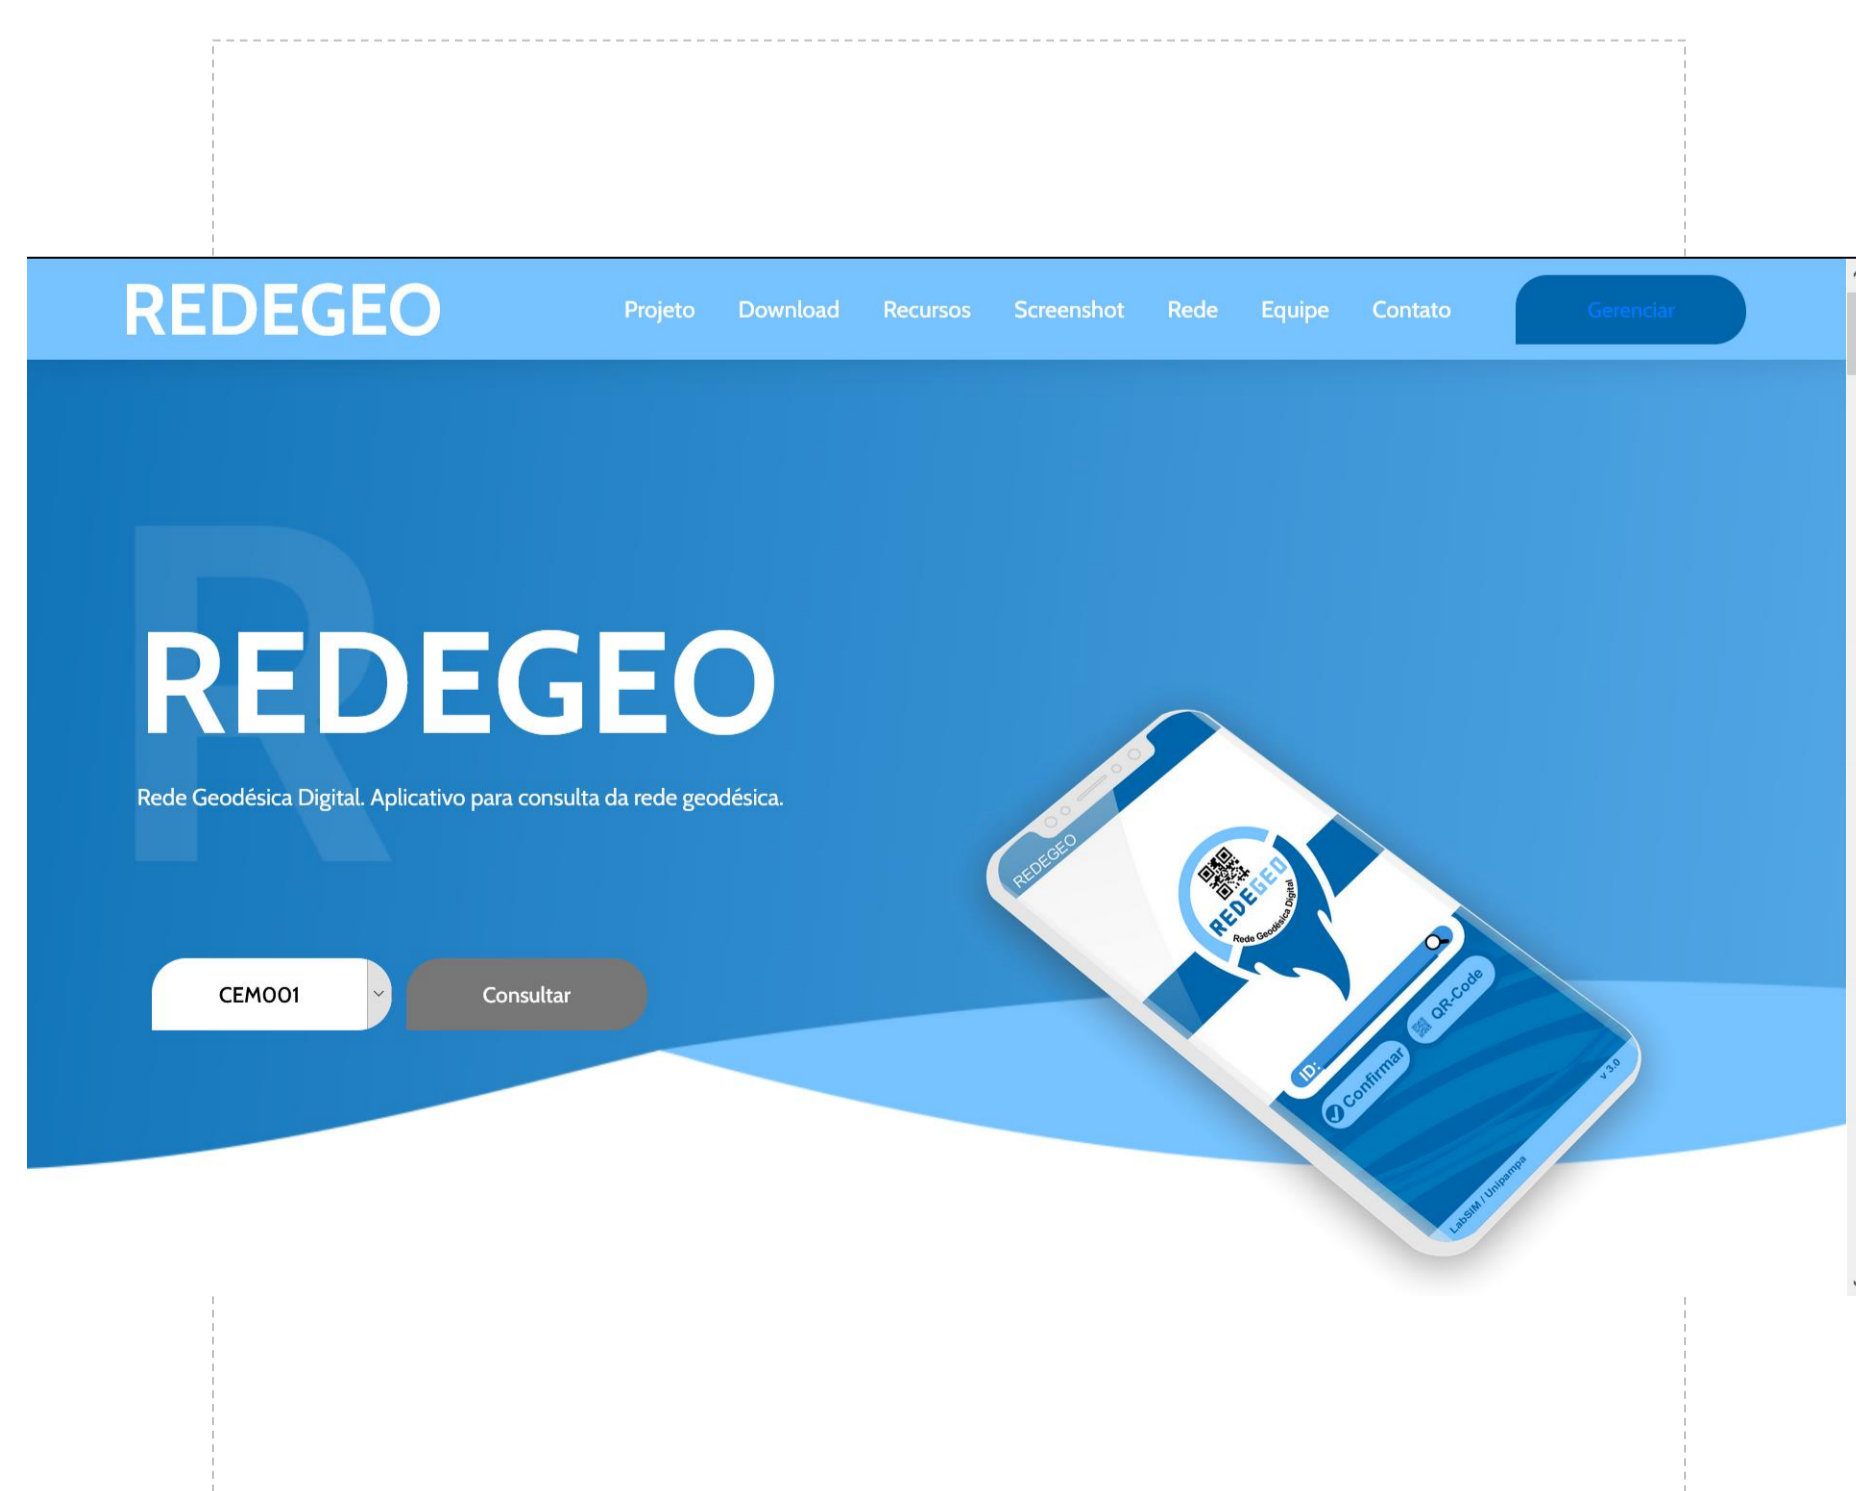 REDEGEO
Projeto Download Recursos Screenshot Rede Equipe Contato Gerenciar
R
REDEGEO
Rede Geodésica Digital. Aplicativo para consulta da rede geodésica.
CEM001
Consultar
REDEGEO
REDEGEO
Rede Geodésica Digital
ID:
Confirmar
QR-Code
LabSIM / Unipampa
v 3.0